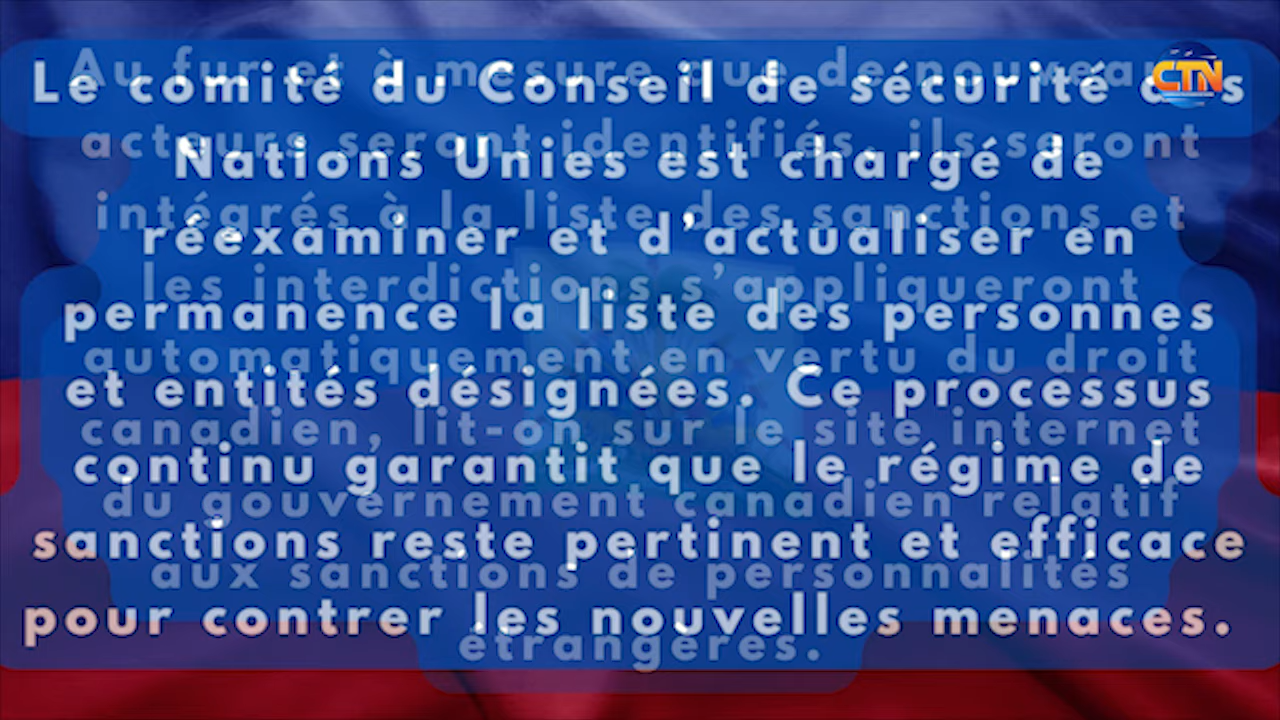 Le comité du Conseil de sécurité des
Nations Unies est chargé de
réexaminer et d’actualiser en
permanence la liste des personnes
et entités désignées. Ce processus
continu garantit que le régime de
sanctions reste pertinent et efficace
pour contrer les nouvelles menaces.
Au fur et à mesure que de nouveaux
acteurs seront identifiés, ils seront
intégrés à la liste des sanctions et
les interdictions s’appliqueront
automatiquement en vertu du droit
canadien, lit-on sur le site internet
du gouvernement canadien relatif
aux sanctions de personnalités
étrangères.
CTN